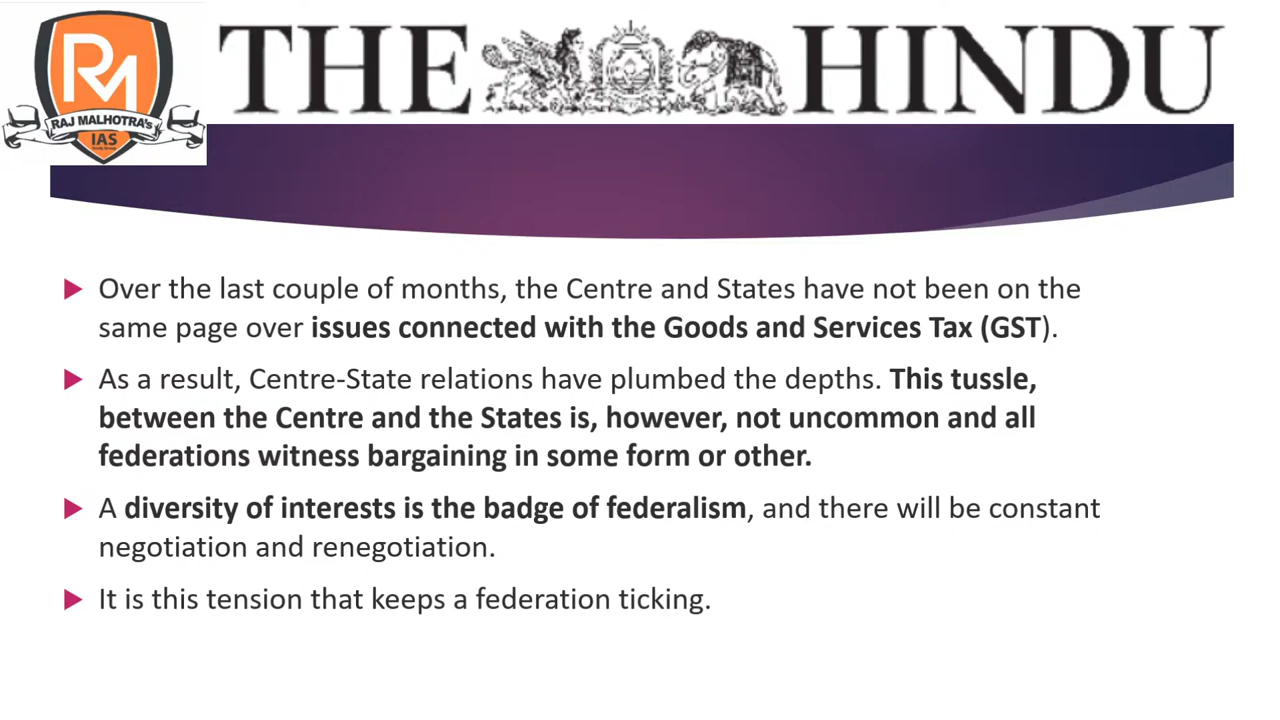 RM
RAJ MALHOTRA's
IAS
THE HINDU
Over the last couple of months, the Centre and States have not been on the
same page over issues connected with the Goods and Services Tax (GST).
As a result, Centre-State relations have plumbed the depths. This tussle,
between the Centre and the States is, however, not uncommon and all
federations witness bargaining in some form or other.
A diversity of interests is the badge of federalism, and there will be constant
negotiation and renegotiation.
It is this tension that keeps a federation ticking.